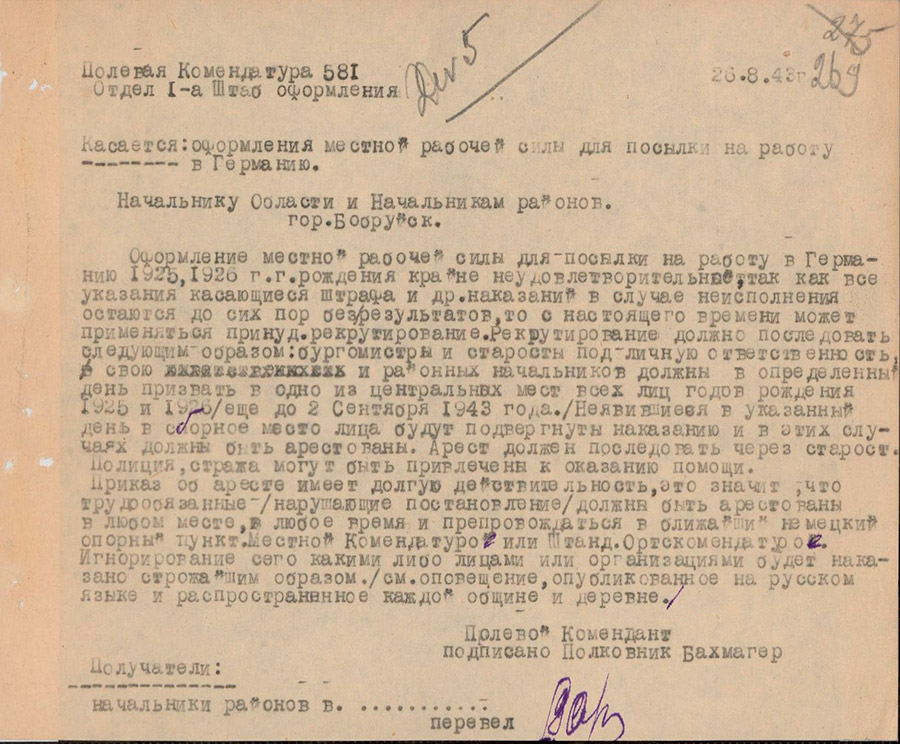 275
269
Полевая Комендатура 581 26.8.43г
Отдел I-а Штаб оформления
Касается:оформления местной рабочей силы для посылки на работу
-------- в Германию.
Начальнику Области и Начальникам районов.
гор.Бобруйск.
Оформление местной рабочей силы для-посылки на работу в Герма-
нию 1925,1926 г.г.рождения крайне неудовлетворительное,так как все
указания касающиеся штрафа и др.наказаний в случае неисполнения
остаются до сих пор без/результатов,то с настоящего времени может
применяться принуд.рекрутирование.Рекрутирование должно последовать
следующим-образом:бургомистры и старосты под-личную ответственность,
свою и районных начальников должны в определенный
день призвать в одно из центральных мест всех лиц годов рождения
1925 и 1926/еще до 2 Сентября 1943 года./Неявившиеся в указанный
день в сборное место лица будут подвергнуты наказанию и в этих слу-
чаях должны быть арестованы. Арест должен последовать через старост.
Полиция,стража могут быть привлечены к оказанию помощи.
Приказ об аресте имеет долгую действительность,это значит ,что
трудообязанные-/нарушающие постановление/должны быть арестованы
в любом месте,в любое время и препровождаться в ближайший немецкий
опорный пункт.Местной Комендатурой или Штанд.Ортскомендатурой.
Игнорирование сего какими либо лицами или организациями будет нака-
зано строжайшим образом./см.оповещение,опубликованное на русском
языке и распространенное каждой общине и деревне./
Полевой Комендант
подписано Полковник Бахмагер
Получатели:
-------------
начальники районов в. ...........
перевел